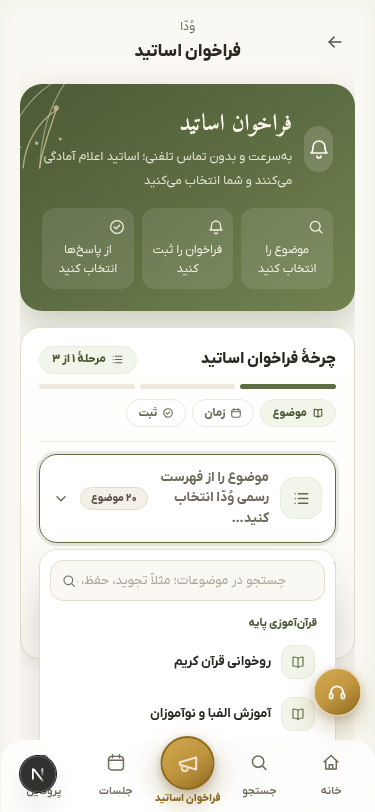 وُدّا
فراخوان اساتید
فراخوان اساتید
به‌سرعت و بدون تماس تلفنی؛ اساتید اعلام آمادگی
می‌کنند و شما انتخاب می‌کنیم
موضوع را
انتخاب کنید
فراخوان را ثبت
کنید
از پاسخ‌ها
انتخاب کنید
چرخهٔ فراخوان اساتید
مرحلهٔ ۱ از ۳
موضوع
زمان
ثبت
موضوع را از فهرست
رسمی وُدّا انتخاب
کنید...
۲۰ موضوع
جستجو در موضوعات؛ مثلاً تجوید، حفظ،
قرآن‌آموزی پایه
روخوانی قرآن کریم
آموزش الفبا و نوآموزان
خانه
جستجو
فراخوان اساتید
جلسات
N